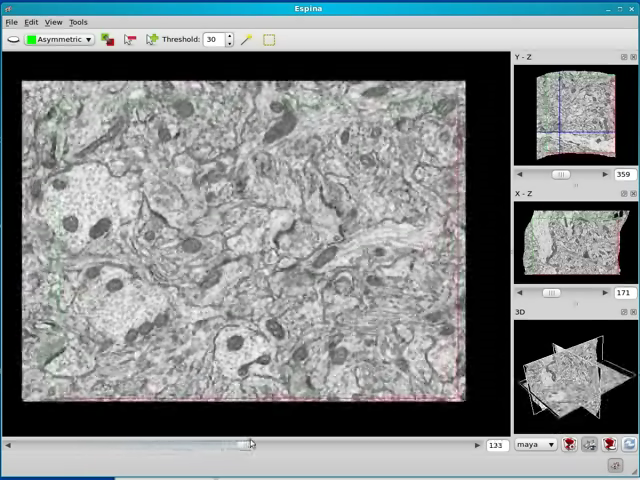 Espina
File Edit View Tools
Asymmetric Threshold: 30
Y - Z
359
X - Z
171
3D
133
maya